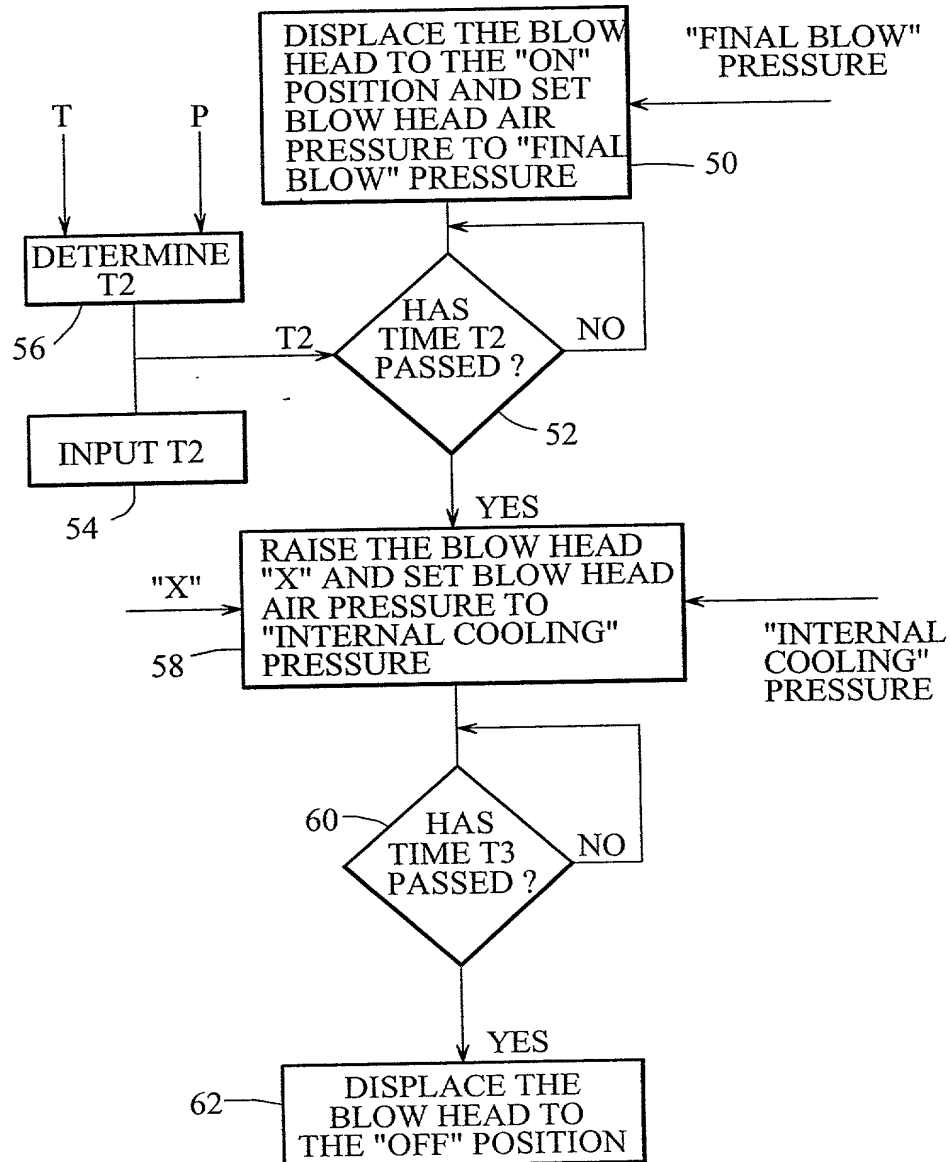 DISPLACE THE BLOW
HEAD TO THE "ON"
POSITION AND SET
BLOW HEAD AIR
PRESSURE TO "FINAL
BLOW" PRESSURE
"FINAL BLOW"
PRESSURE
50
T
P
DETERMINE
T2
56
T2
HAS
TIME T2
PASSED ?
NO
52
INPUT T2
54
YES
RAISE THE BLOW HEAD
"X" AND SET BLOW HEAD
AIR PRESSURE TO
"INTERNAL COOLING"
PRESSURE
"X"
58
"INTERNAL
COOLING"
PRESSURE
60
HAS
TIME T3
PASSED ?
NO
YES
62
DISPLACE THE
BLOW HEAD TO
THE "OFF" POSITION